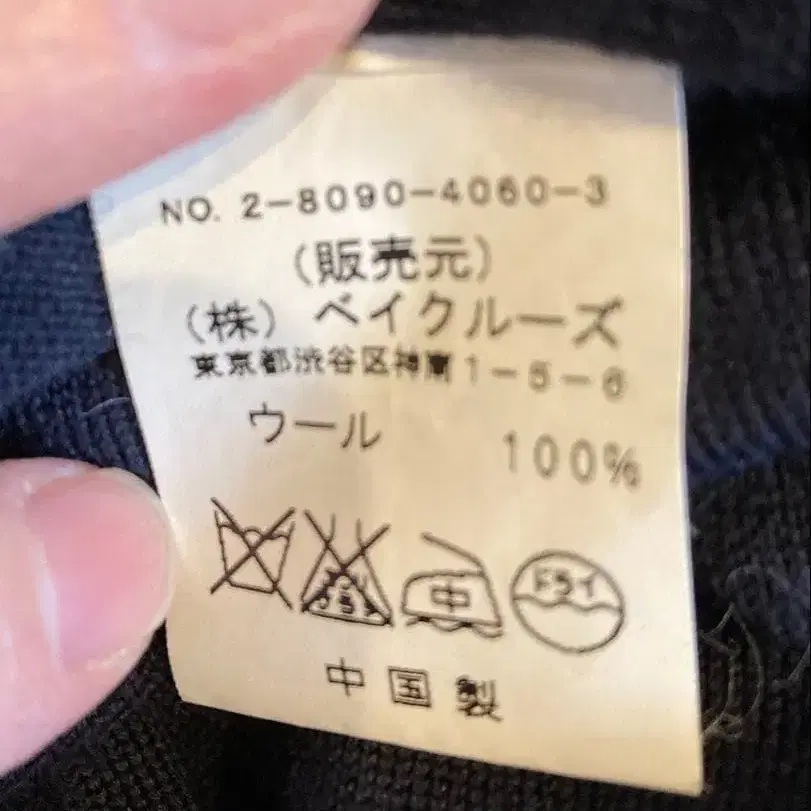 NO. 2-8090-4060-3
(販売元)
(株) ベイクルーズ
東京都渋谷区神南1-5-6
ウール 100%
中 ドライ
中国製